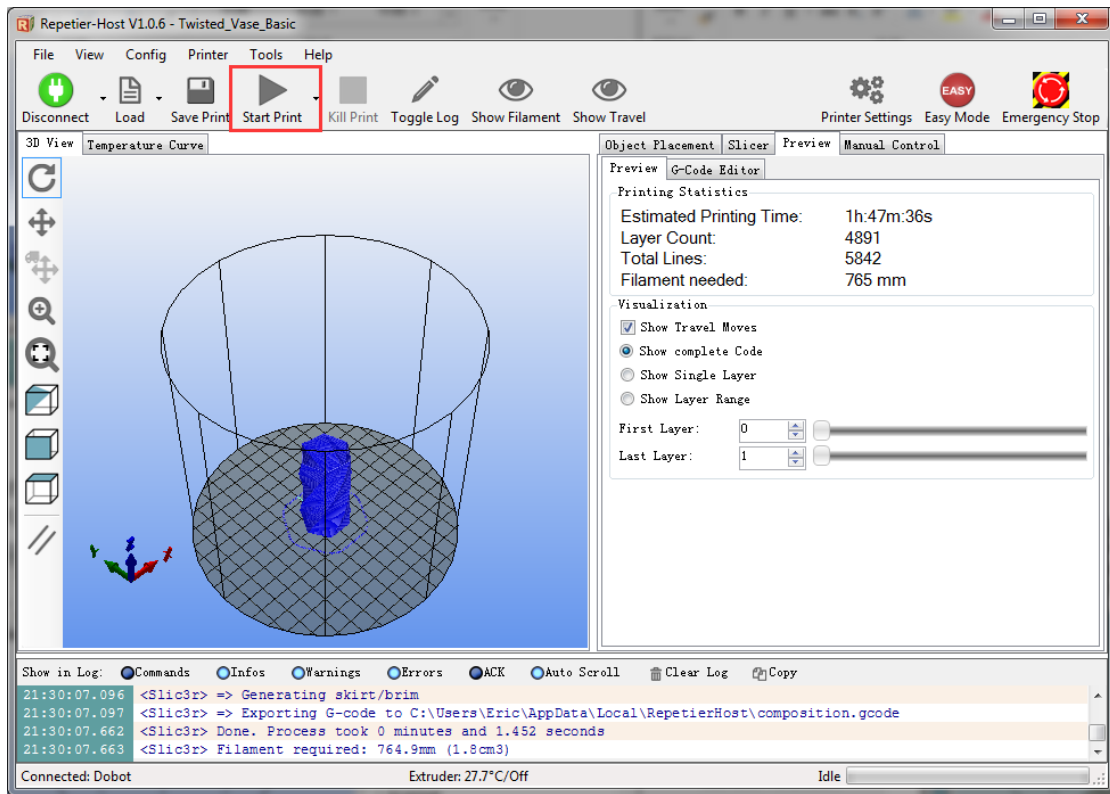 Repetier-Host V1.0.6 - Twisted_Vase_Basic
File View Config Printer Tools Help
Disconnect Load Save Print Start Print Kill Print Toggle Log Show Filament Show Travel Printer Settings EASY Easy Mode Emergency Stop
3D View Temperature Curve
Object Placement Slicer Preview Manual Control
Preview G-Code Editor
Printing Statistics
Estimated Printing Time: 1h:47m:36s
Layer Count: 4891
Total Lines: 5842
Filament needed: 765 mm
Visualization
Show Travel Moves
Show complete Code
Show Single Layer
Show Layer Range
First Layer: 0
Last Layer: 1
Show in Log: Commands Infos Warnings Errors ACK Auto Scroll Clear Log Copy
21:30:07.096 <Slic3r> => Generating skirt/brim
21:30:07.097 <Slic3r> => Exporting G-code to C:\Users\Eric\AppData\Local\RepetierHost\composition.gcode
21:30:07.662 <Slic3r> Done. Process took 0 minutes and 1.452 seconds
21:30:07.663 <Slic3r> Filament required: 764.9mm (1.8cm3)
Connected: Dobot Extruder: 27.7°C/Off Idle